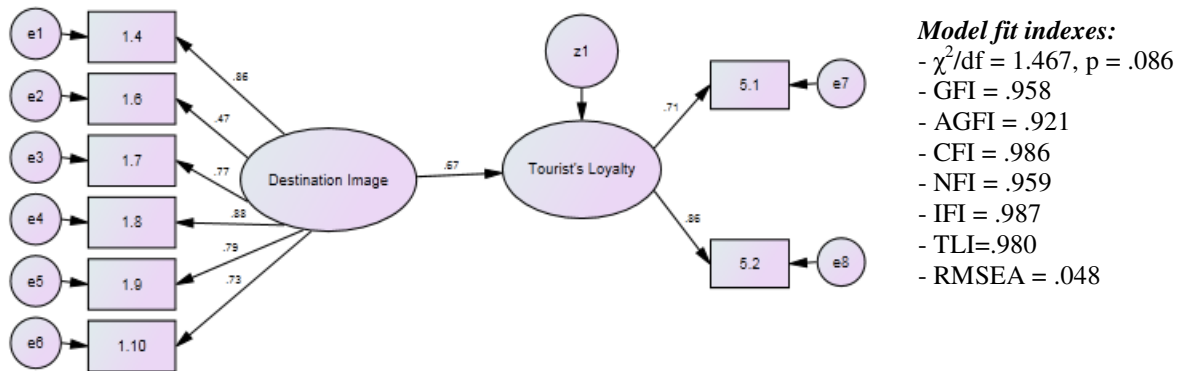 e1
1.4
.86
e2
1.6
.47
e3
1.7
.77
e4
1.8
.88
e5
1.9
.79
e6
1.10
.73
Destination Image
.67
z1
Tourist's Loyalty
.71
5.1
e7
.86
5.2
e8
Model fit indexes:
- χ²/df = 1.467, p = .086
- GFI = .958
- AGFI = .921
- CFI = .986
- NFI = .959
- IFI = .987
- TLI=.980
- RMSEA = .048